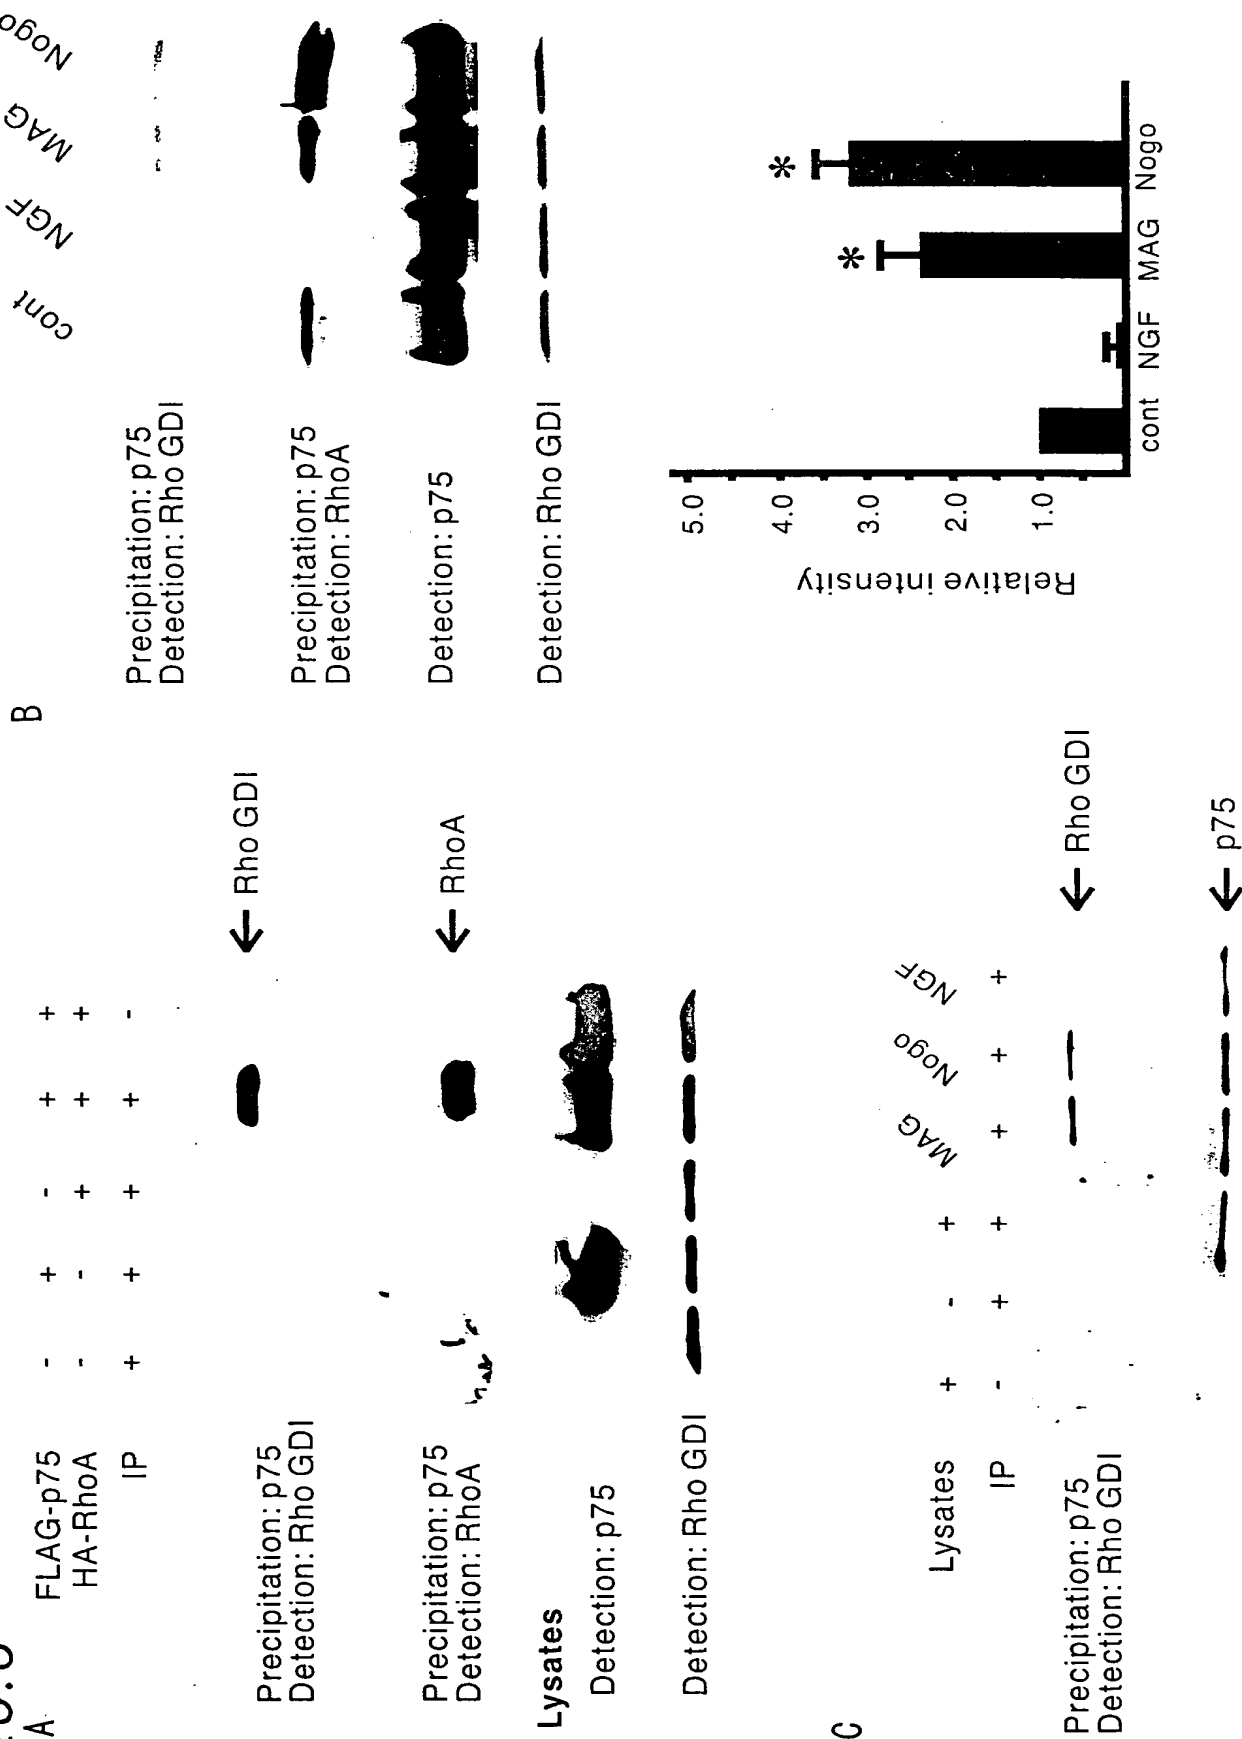 A
FLAG-p75 - + - + +
HA-RhoA - - + + +
IP + + + + -
Precipitation: p75
Detection: Rho GDI
← Rho GDI
Precipitation: p75
Detection: RhoA
← RhoA
Lysates
Detection: p75
Detection: Rho GDI
B
cont NGF MAG Nogo
Precipitation: p75
Detection: Rho GDI
Precipitation: p75
Detection: RhoA
Detection: p75
Detection: Rho GDI
Relative intensity
5.0
4.0
3.0
2.0
1.0
* *
cont NGF MAG Nogo
C
Lysates + - + MAG Nogo NGF
IP - + + + + +
Precipitation: p75
Detection: Rho GDI
← Rho GDI
← p75